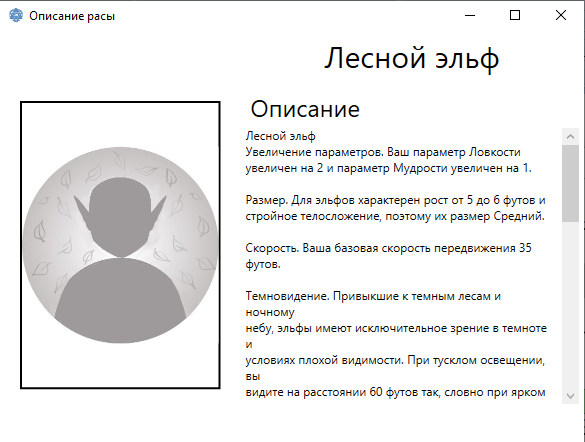 Описание расы
Лесной эльф
Описание
Лесной эльф
Увеличение параметров. Ваш параметр Ловкости
увеличен на 2 и параметр Мудрости увеличен на 1.
Размер. Для эльфов характерен рост от 5 до 6 футов и
стройное телосложение, поэтому их размер Средний.
Скорость. Ваша базовая скорость передвижения 35
футов.
Темновидение. Привыкшие к темным лесам и
ночному
небу, эльфы имеют исключительное зрение в темноте
и
условиях плохой видимости. При тусклом освещении,
вы
видите на расстоянии 60 футов так, словно при ярком